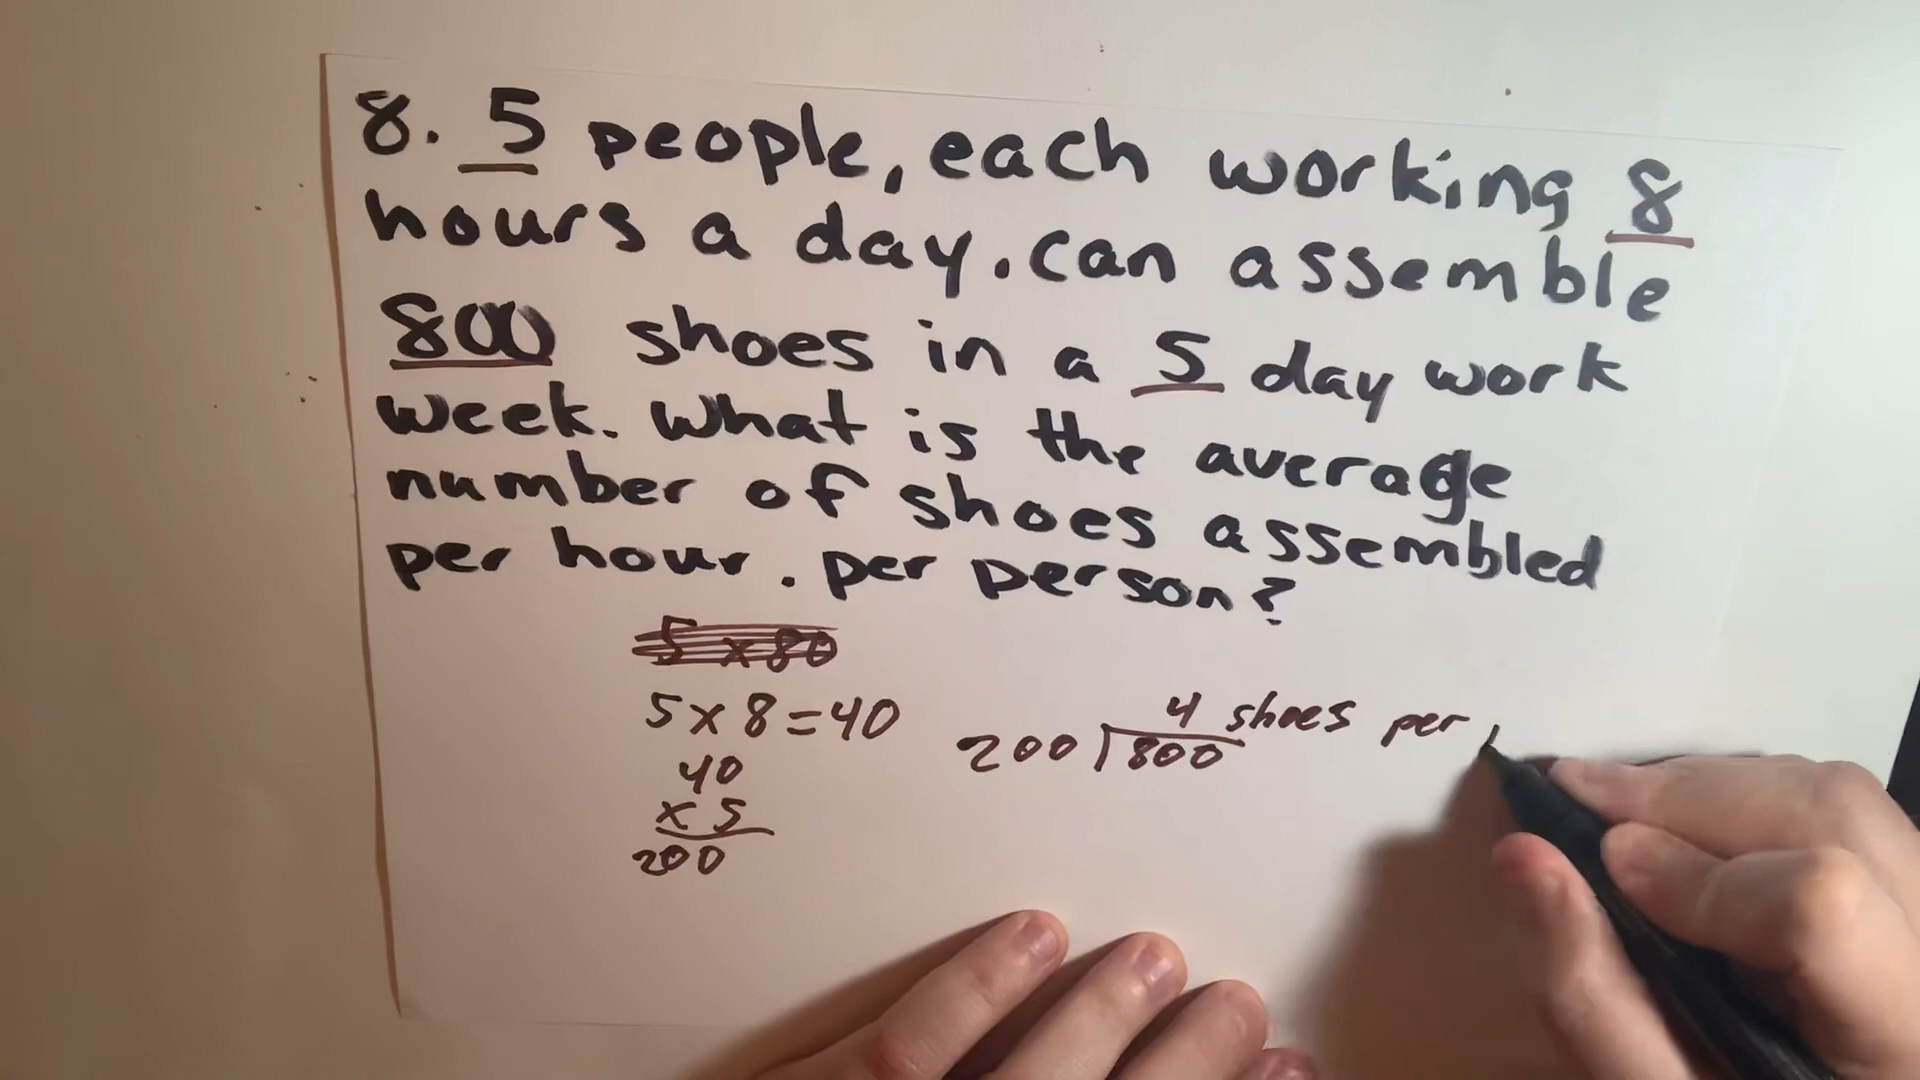 8. 5 people, each working 8
hours a day. can assemble
800 shoes in a 5 day work
week. What is the average
number of shoes assembled
per hour. per person?
5 x 80
5 x 8 = 40
40
x 5
200
4 shoes per
200 800